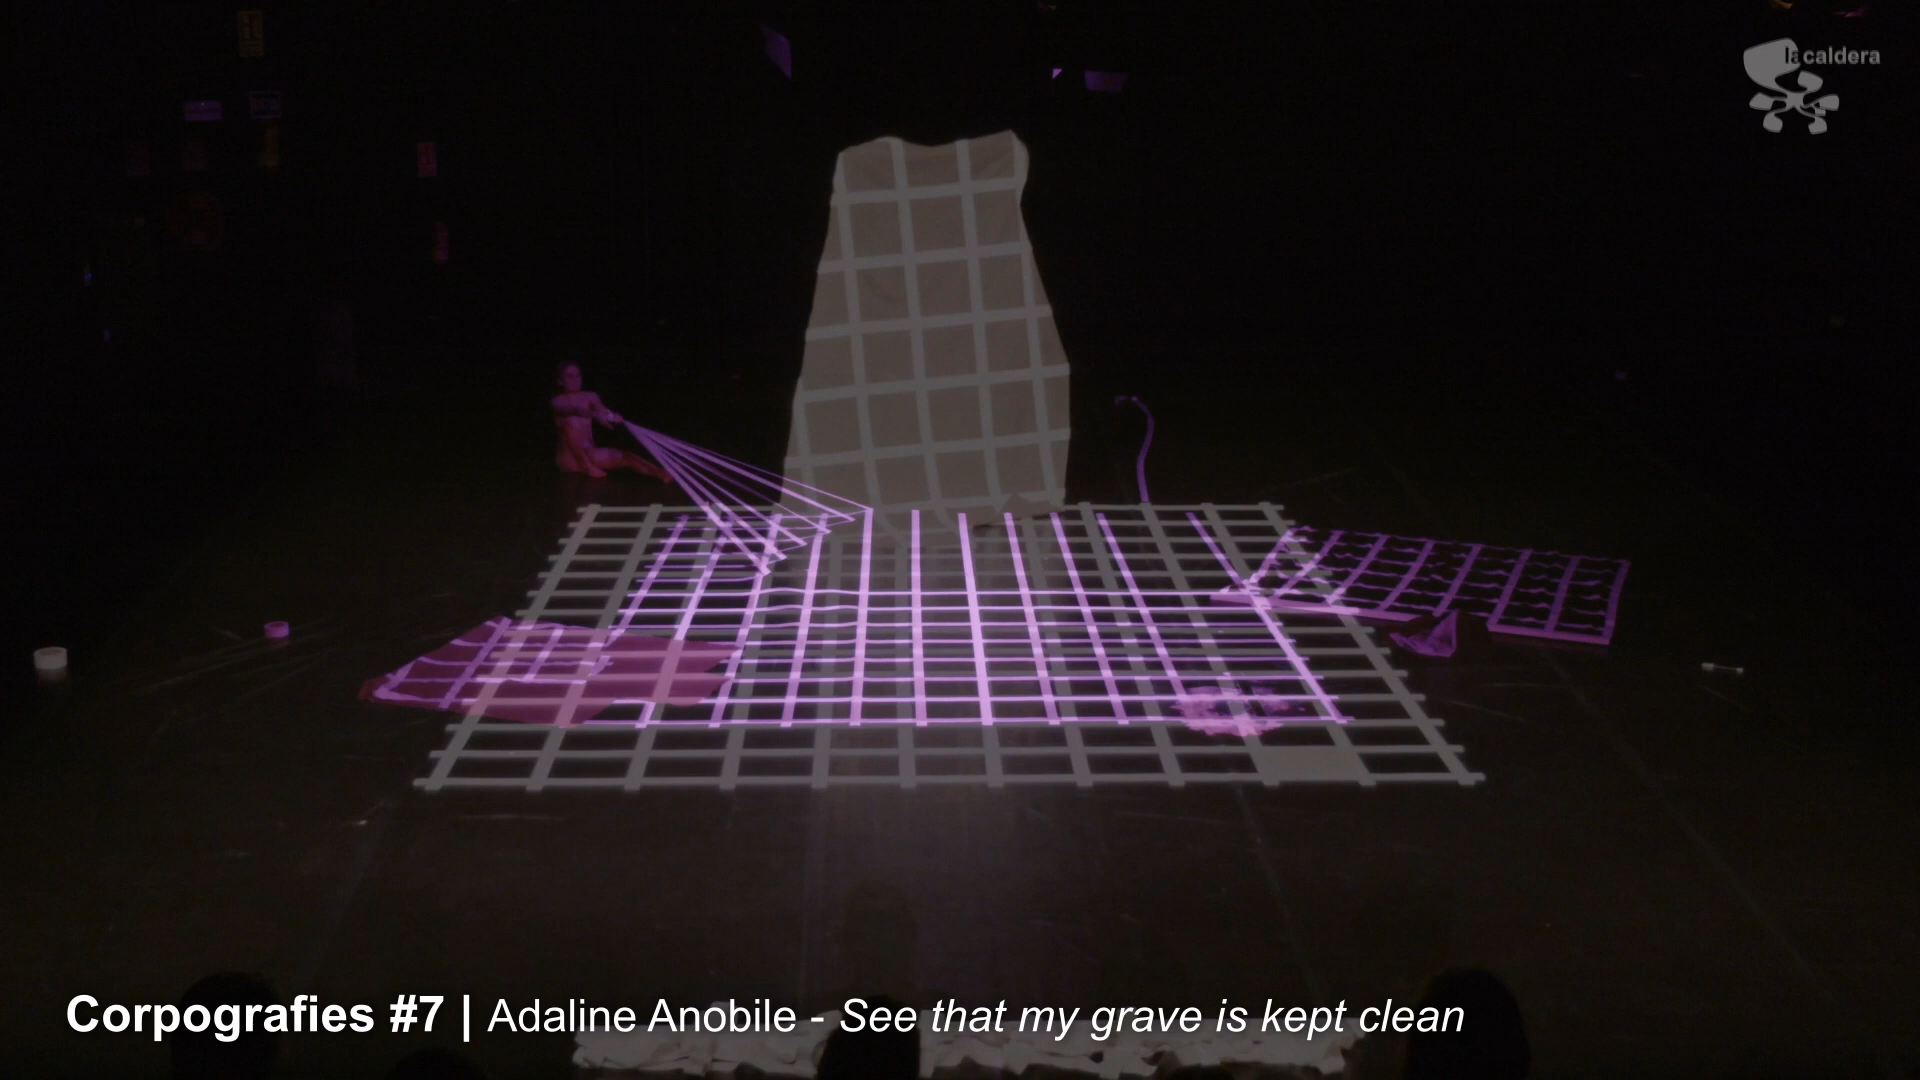 lacaldera
Corpografies #7 | Adaline Anobile - See that my grave is kept clean